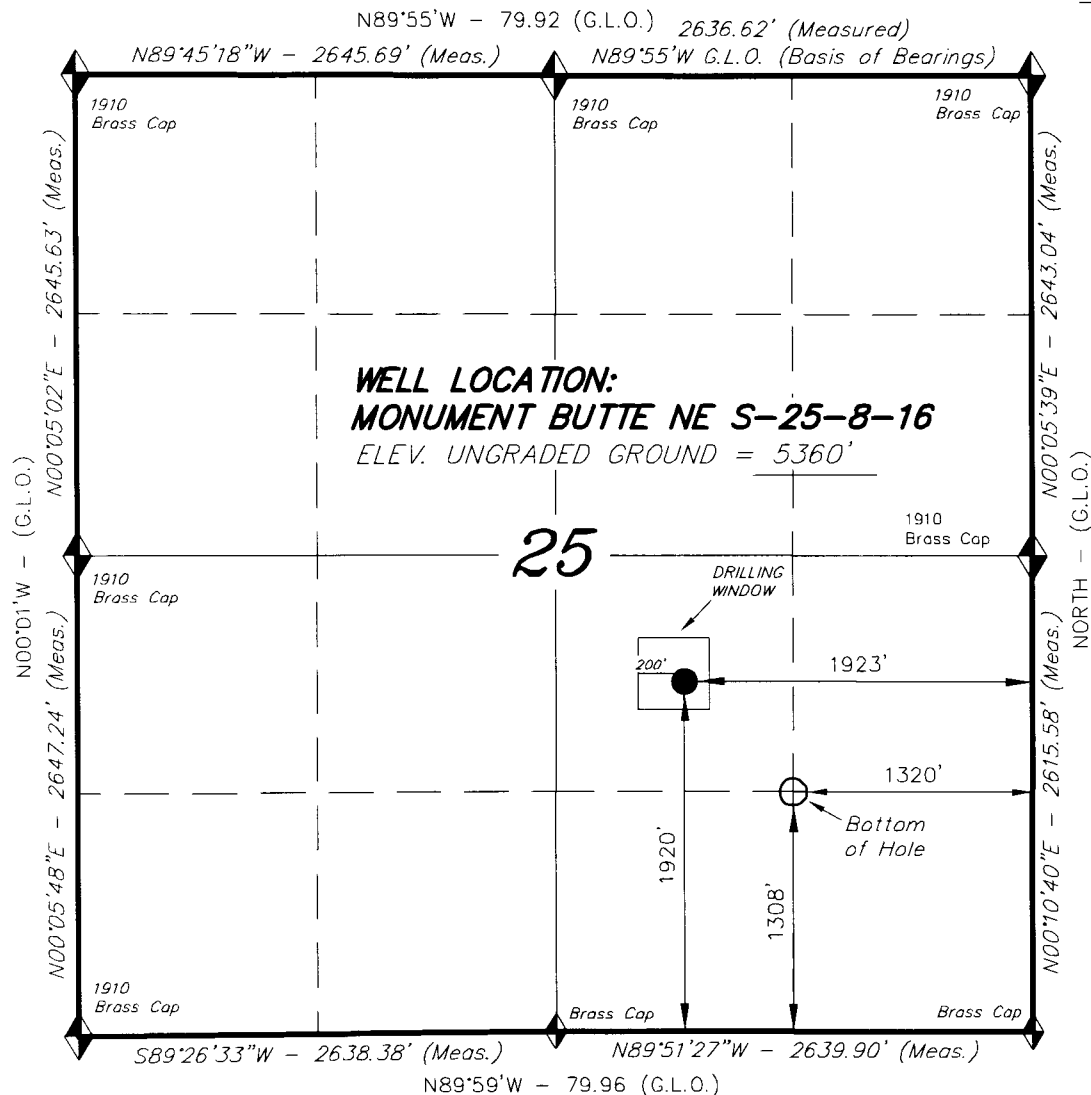 N89°55'W - 79.92 (G.L.O.)
2636.62' (Measured)
N89°45'18"W - 2645.69' (Meas.)
N89°55'W G.L.O. (Basis of Bearings)
1910
Brass Cap
1910
Brass Cap
1910
Brass Cap
N00°05'02"E - 2645.63' (Meas.)
N00°05'39"E - 2643.04' (Meas.)
WELL LOCATION:
MONUMENT BUTTE NE S-25-8-16
ELEV. UNGRADED GROUND = 5360'
N00°01'W - (G.L.O.)
NORTH - (G.L.O.)
25
1910
Brass Cap
1910
Brass Cap
DRILLING
WINDOW
200'
1923'
N00°05'48"E - 2647.24' (Meas.)
N00°10'40"E - 2615.58' (Meas.)
1320'
Bottom
of Hole
1920'
1308'
1910
Brass Cap
Brass Cap
Brass Cap
S89°26'33"W - 2638.38' (Meas.)
N89°51'27"W - 2639.90' (Meas.)
N89°59'W - 79.96 (G.L.O.)